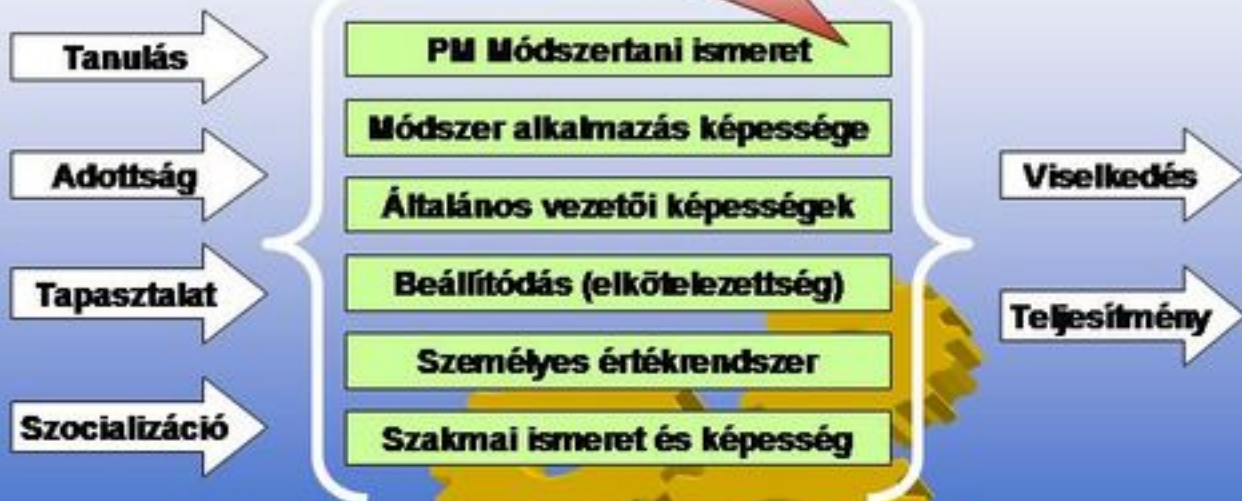 Tanulás
Adottság
Tapasztalat
Szocializáció
PM Módszertani ismeret
Módszer alkalmazás képessége
Általános vezetői képességek
Beállítódás (elkötelezettség)
Személyes értékrendszer
Szakmai ismeret és képesség
Viselkedés
Teljesítmény